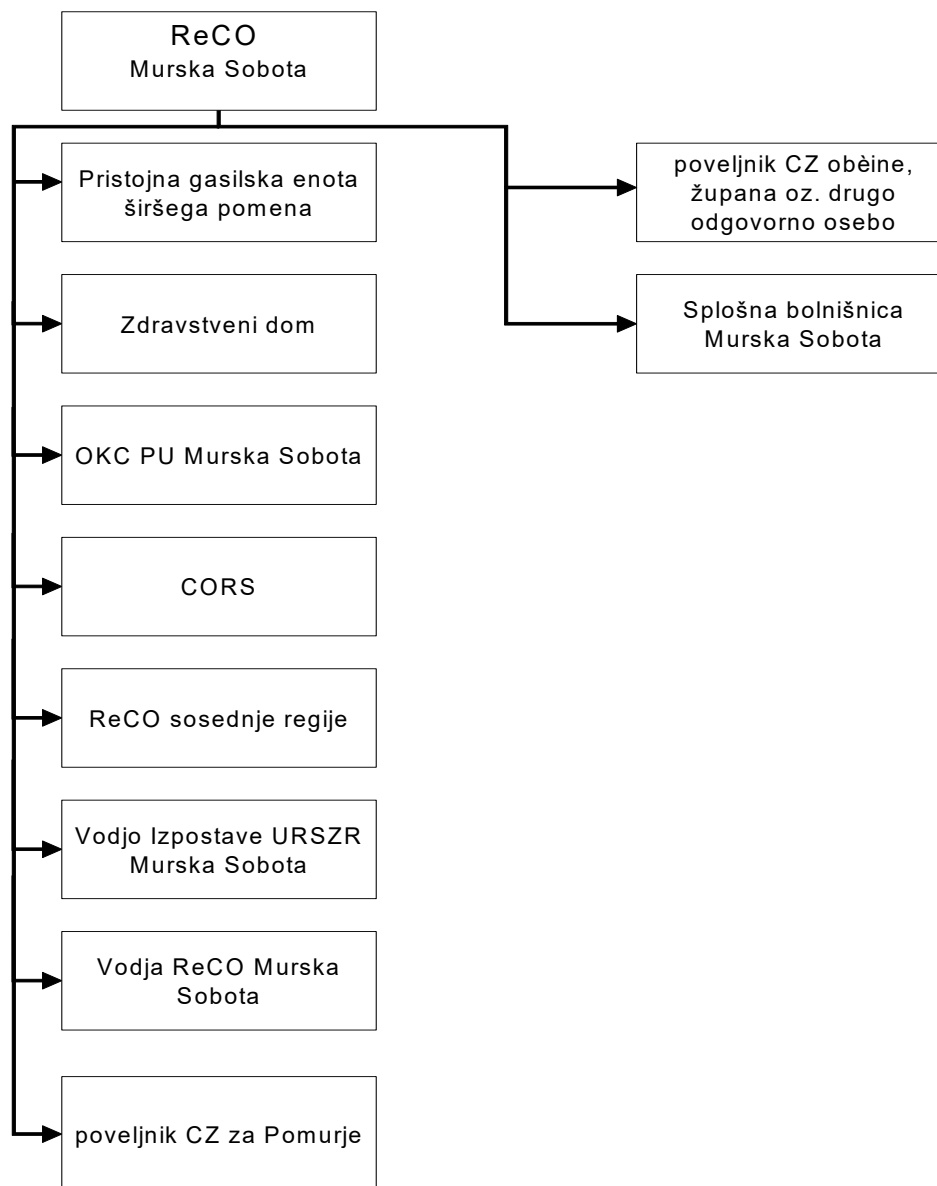 ReCO
Murska Sobota
Pristojna gasilska enota
širšega pomena
Zdravstveni dom
OKC PU Murska Sobota
CORS
ReCO sosednje regije
Vodjo Izpostave URSZR
Murska Sobota
Vodja ReCO Murska
Sobota
poveljnik CZ za Pomurje
poveljnik CZ obèine,
župana oz. drugo
odgovorno osebo
Splošna bolnišnica
Murska Sobota